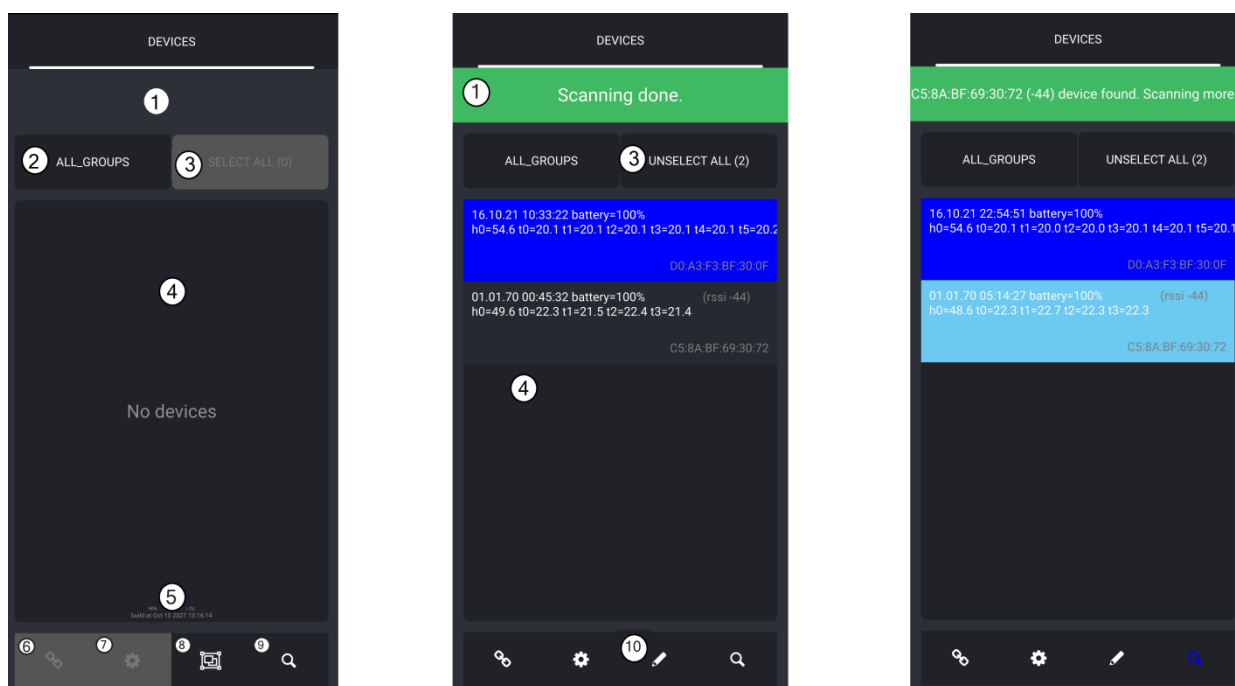 DEVICES
1
2 ALL_GROUPS
3 SELECT ALL (0)
4
No devices
5
build at Oct 10 2021 13:16:14
6 7 8 9
DEVICES
1 Scanning done.
ALL_GROUPS
3 UNSELECT ALL (2)
16.10.21 10:33:22 battery=100%
h0=54.6 t0=20.1 t1=20.1 t2=20.1 t3=20.1 t4=20.1 t5=20.2
D0:A3:F3:BF:30:0F
01.01.70 00:45:32 battery=100% (rssi -44)
h0=49.6 t0=22.3 t1=21.5 t2=22.4 t3=21.4
C5:8A:BF:69:30:72
4
10
DEVICES
C5:8A:BF:69:30:72 (-44) device found. Scanning more
ALL_GROUPS
UNSELECT ALL (2)
16.10.21 22:54:51 battery=100%
h0=54.6 t0=20.1 t1=20.0 t2=20.0 t3=20.1 t4=20.1 t5=20.1
D0:A3:F3:BF:30:0F
01.01.70 05:14:27 battery=100% (rssi -44)
h0=48.6 t0=22.3 t1=22.7 t2=22.3 t3=22.3
C5:8A:BF:69:30:72